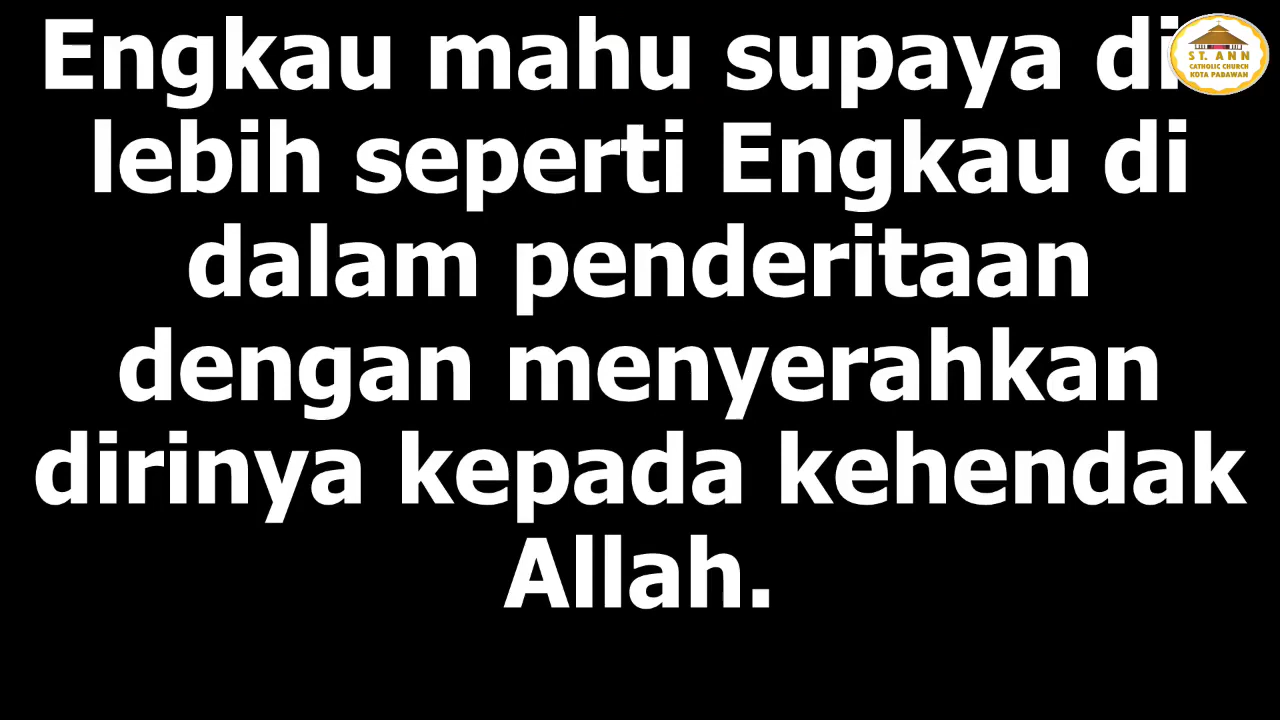 Engkau mahu supaya
lebih seperti Engkau di
dalam penderitaan
dengan menyerahkan
dirinya kepada kehendak
Allah.
ST. ANN
CATHOLIC CHURCH
KOTA PADAWAN